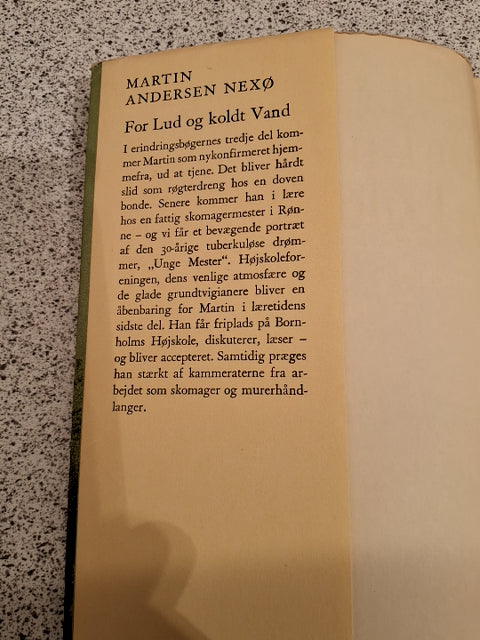 MARTIN
ANDERSEN NEXØ
For Lud og koldt Vand
I erindringsbøgernes tredje del kom-
mer Martin som nykonfirmeret hjem-
mefra, ud at tjene. Det bliver hårdt
slid som røgterdreng hos en doven
bonde. Senere kommer han i lære
hos en fattig skomagermester i Røn-
ne – og vi får et bevægende portræt
af den 30-årige tuberkuløse drøm-
mer, „Unge Mester“. Højskolefor-
eningen, dens venlige atmosfære og
de glade grundtvigianere bliver en
åbenbaring for Martin i læretidens
sidste del. Han får friplads på Born-
holms Højskole, diskuterer, læser –
og bliver accepteret. Samtidig præges
han stærkt af kammeraterne fra ar-
bejdet som skomager og murerhånd-
langer.